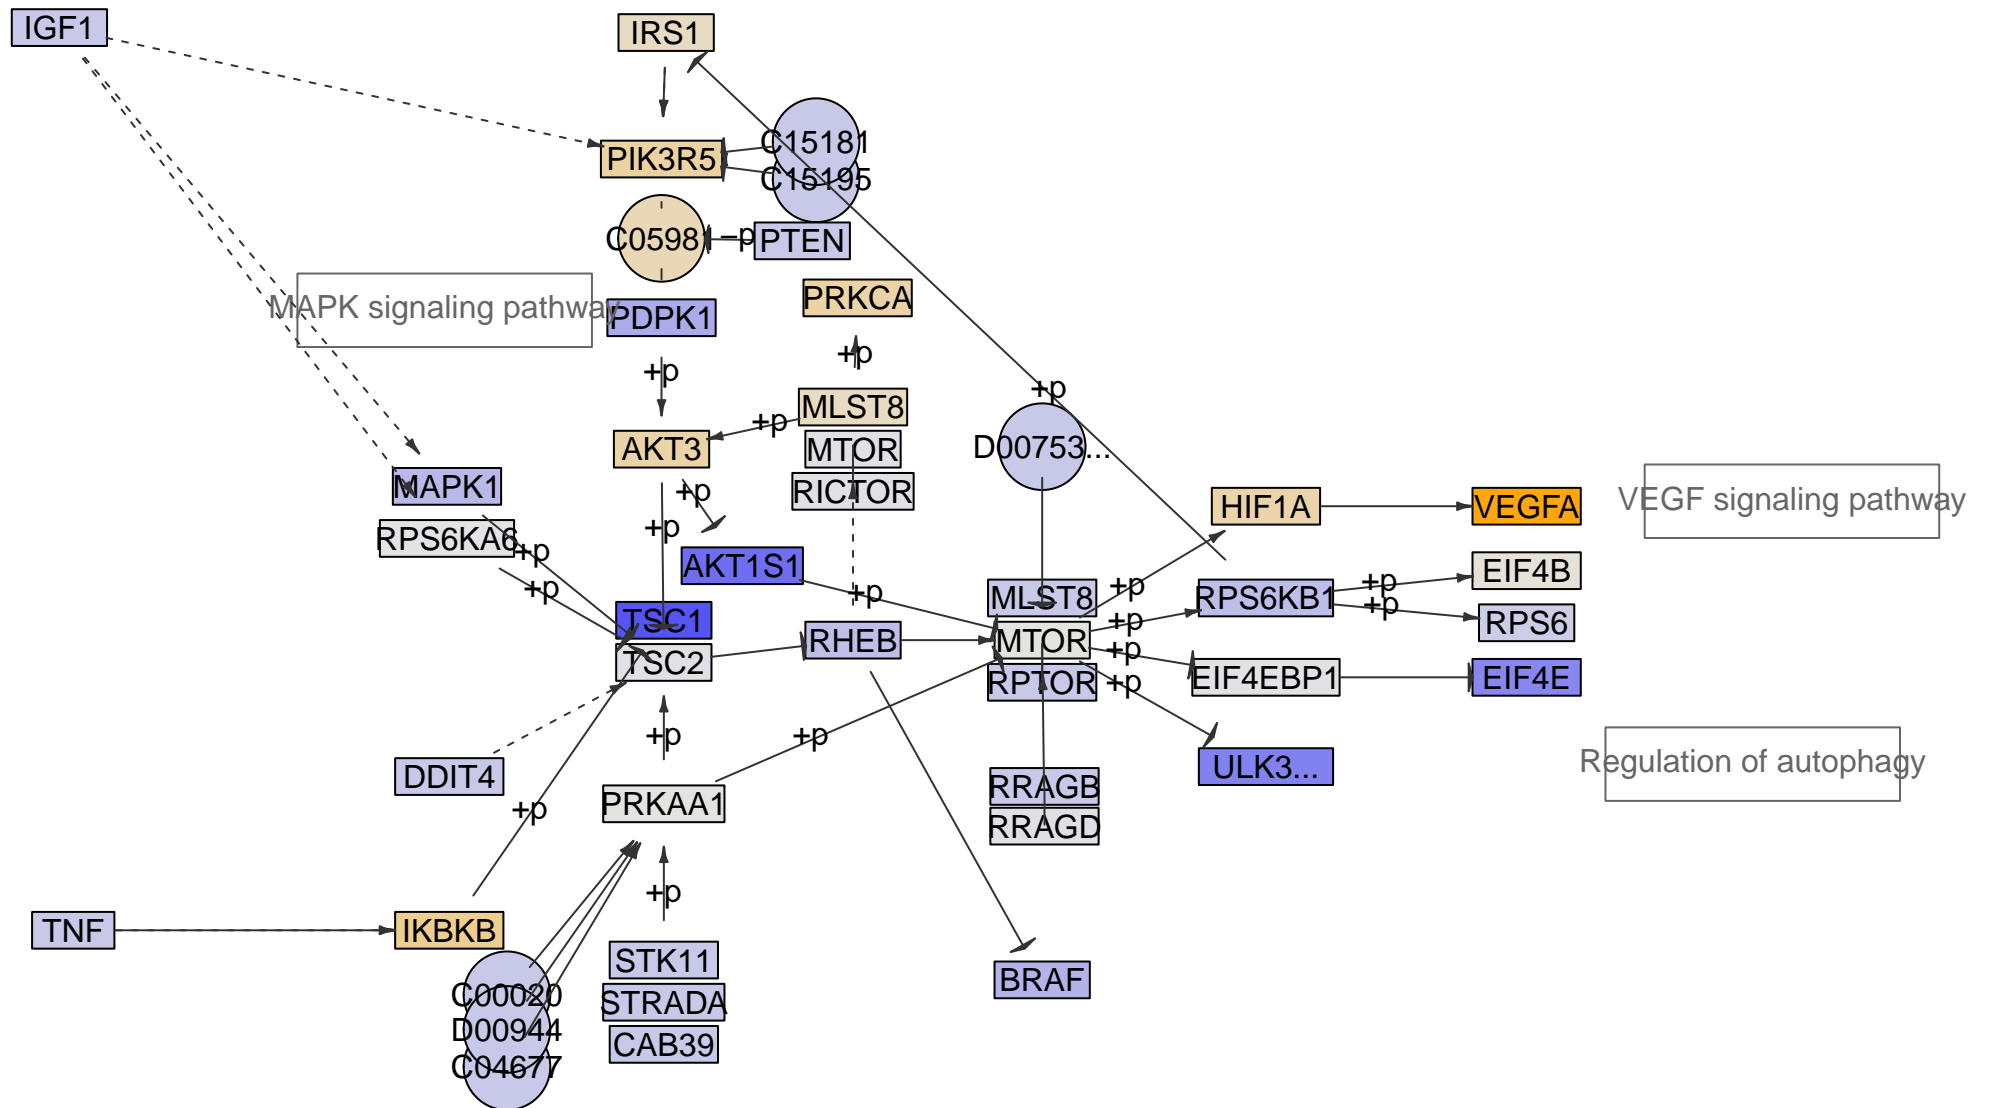 IGF1
IRS1
C15181
PIK3R5
C15195
C0598
−p
PTEN
PRKCA
MAPK signaling pathway
PDPK1
+p
+p
+p
MLST8
+p
AKT3
MTOR
D00753...
MAPK1
RICTOR
+p
HIF1A
VEGFA
VEGF signaling pathway
+p
RPS6KA6
+p
AKT1S1
EIF4B
+p
+p
+p
+p
MLST8
RPS6KB1
+p
TSC1
+p
RPS6
RHEB
MTOR
+p
TSC2
RPTOR
+p
EIF4EBP1
EIF4E
+p
+p
Regulation of autophagy
DDIT4
ULK3...
RRAGB
PRKAA1
+p
RRAGD
+p
TNF
IKBKB
STK11
BRAF
C00020
STRADA
D00944
CAB39
C04677